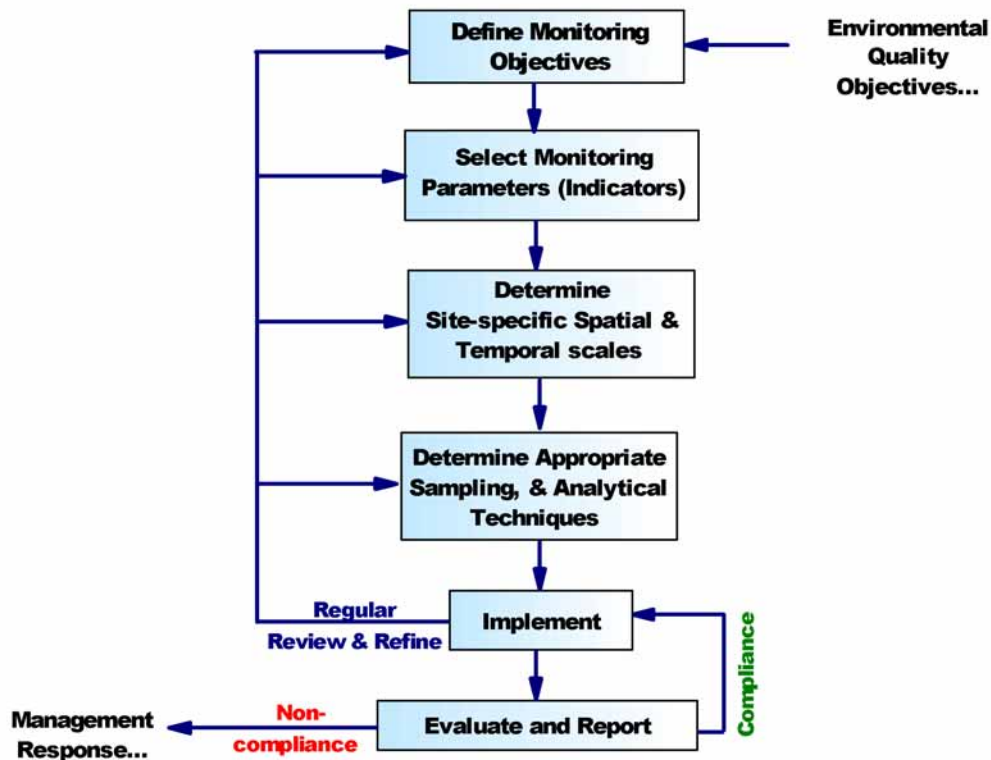 Define Monitoring
Objectives
Environmental
Quality
Objectives...
Select Monitoring
Parameters (Indicators)
Determine
Site-specific Spatial &
Temporal scales
Determine Appropriate
Sampling, & Analytical
Techniques
Regular
Review & Refine
Implement
Compliance
Management
Response...
Non-
compliance
Evaluate and Report